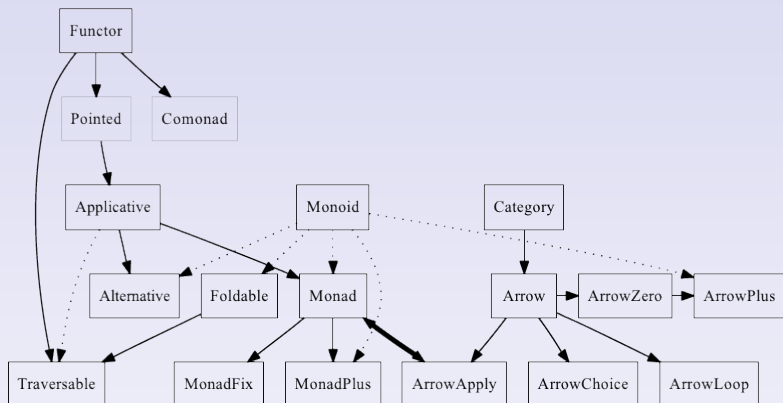 Functor
Pointed
Comonad
Applicative
Monoid
Category
Alternative
Foldable
Monad
Arrow
ArrowZero
ArrowPlus
Traversable
MonadFix
MonadPlus
ArrowApply
ArrowChoice
ArrowLoop